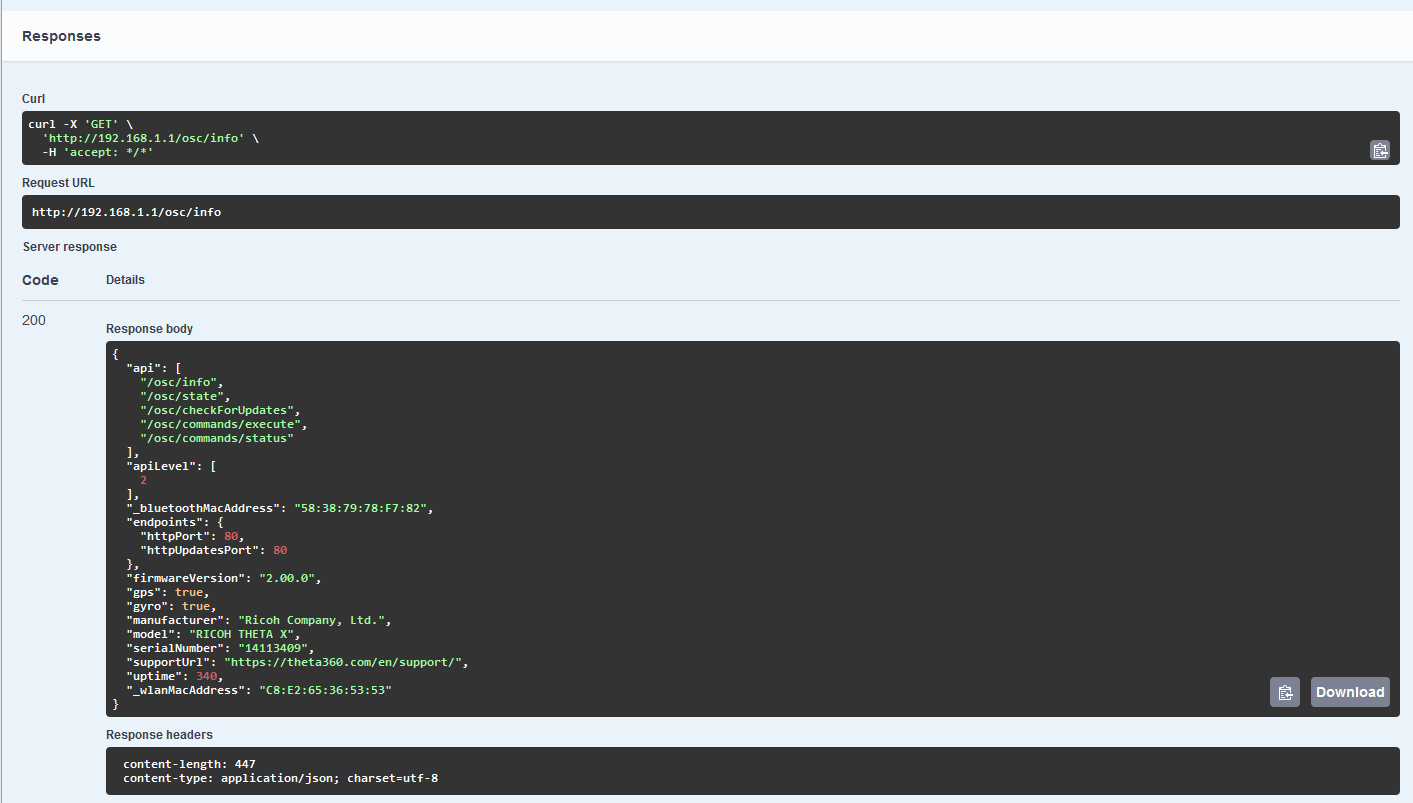 Responses
Curl
curl -X 'GET' \
  'http://192.168.1.1/osc/info' \
  -H 'accept: */*'
Request URL
http://192.168.1.1/osc/info
Server response
Code Details
200
Response body
{
  "api": [
    "/osc/info",
    "/osc/state",
    "/osc/checkForUpdates",
    "/osc/commands/execute",
    "/osc/commands/status"
  ],
  "apiLevel": [
    2
  ],
  "_bluetoothMacAddress": "58:38:79:78:F7:82",
  "endpoints": {
    "httpPort": 80,
    "httpUpdatesPort": 80
  },
  "firmwareVersion": "2.00.0",
  "gps": true,
  "gyro": true,
  "manufacturer": "Ricoh Company, Ltd.",
  "model": "RICOH THETA X",
  "serialNumber": "14113409",
  "supportUrl": "https://theta360.com/en/support/",
  "uptime": 340,
  "_wlanMacAddress": "C8:E2:65:36:53:53"
}
Download
Response headers
content-length: 447
content-type: application/json; charset=utf-8